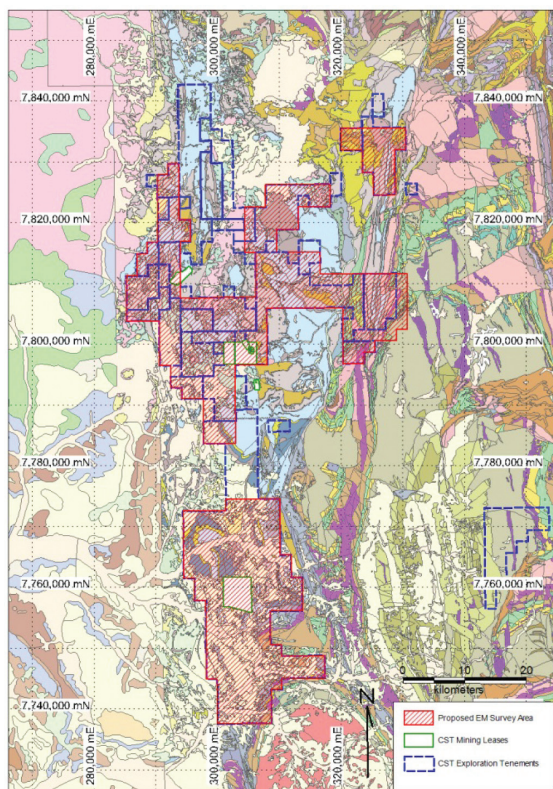 280,000 mE
300,000 mE
320,000 mE
340,000 mE
7,840,000 mN
7,840,000 mN
7,820,000 mN
7,820,000 mN
7,800,000 mN
7,800,000 mN
7,780,000 mN
7,780,000 mN
7,760,000 mN
7,760,000 mN
7,740,000 mN
0 10 20
kilometers
N
280,000 mE
300,000 mE
320,000 mE
Proposed EM Survey Area
CST Mining Leases
CST Exploration Tenements